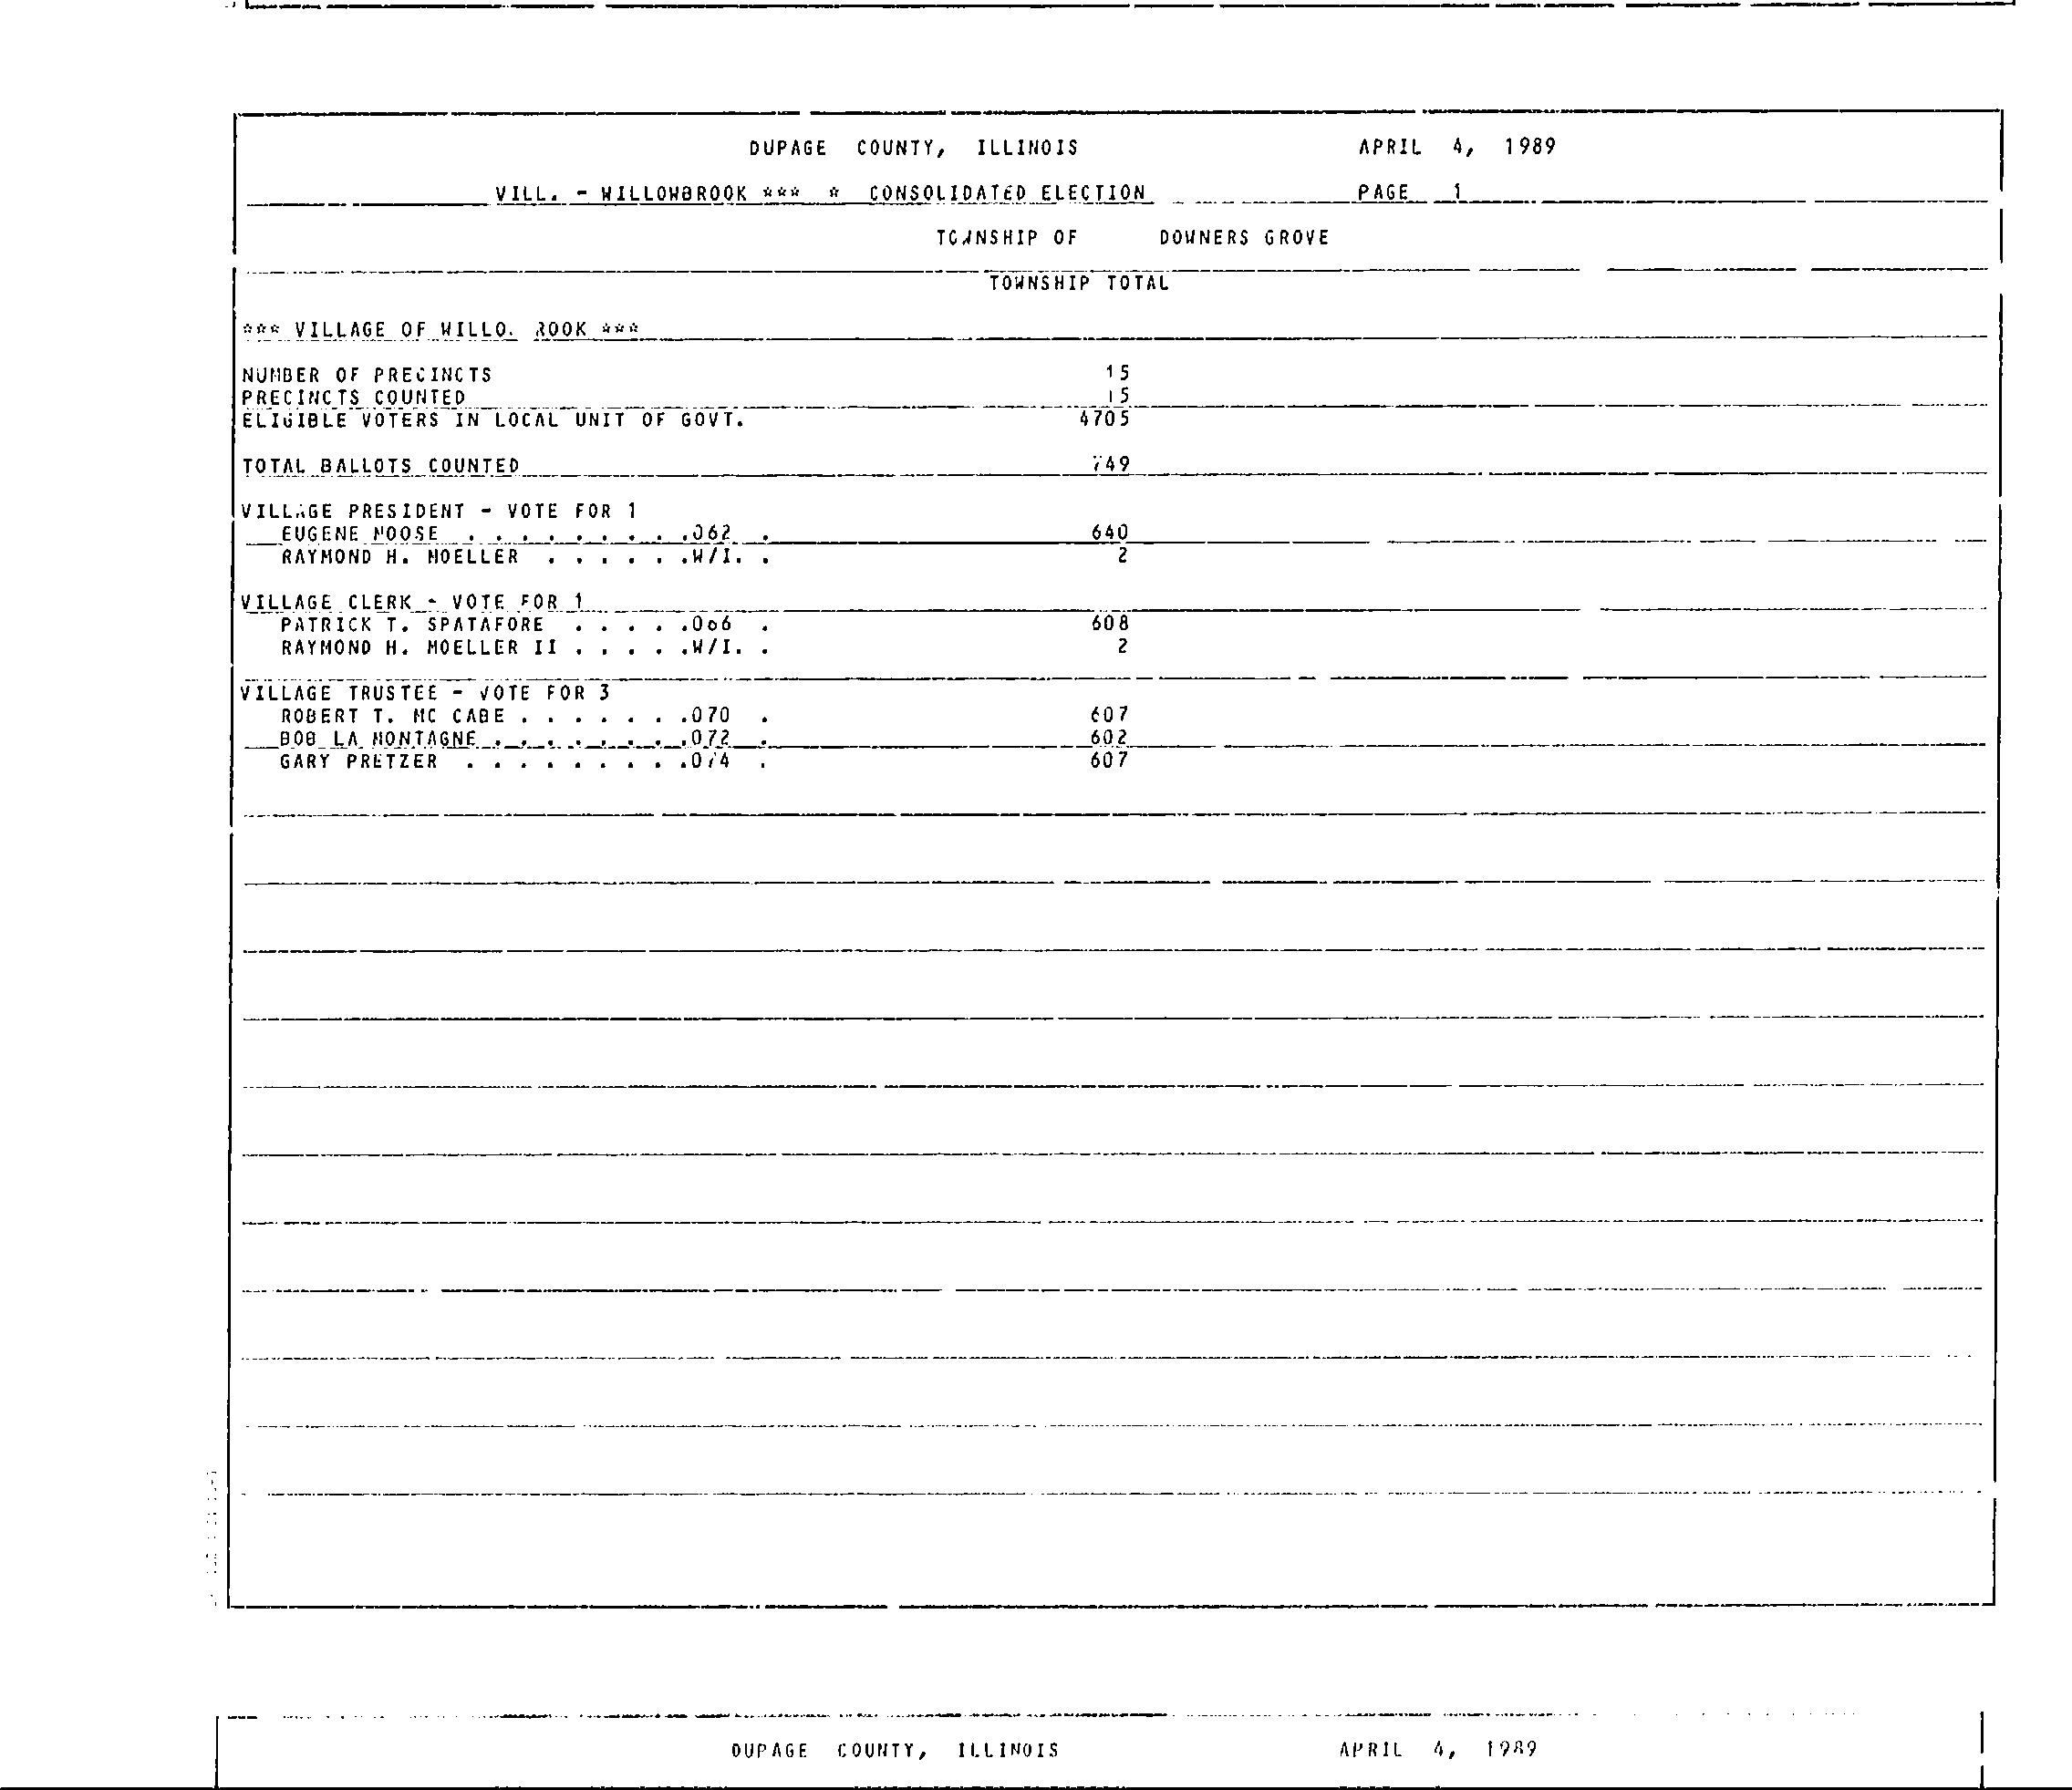 DUPAGE COUNTY, ILLINOIS APRIL 4, 1989
VILL. - WILLOWBROOK *** * CONSOLIDATED ELECTION PAGE 1
TOWNSHIP OF DOWNERS GROVE
TOWNSHIP TOTAL
*** VILLAGE OF WILLO. ROOK ***
NUMBER OF PRECINCTS 15
PRECINCTS COUNTED 15
ELIGIBLE VOTERS IN LOCAL UNIT OF GOVT. 4705
TOTAL BALLOTS COUNTED 749
VILLAGE PRESIDENT - VOTE FOR 1
EUGENE NOOSE . . . . . . . . .062 . 640
RAYMOND H. MOELLER . . . . . .W/I. . 2
VILLAGE CLERK - VOTE FOR 1
PATRICK T. SPATAFORE . . . . .066 . 608
RAYMOND H. MOELLER II . . . . .W/I. . 2
VILLAGE TRUSTEE - VOTE FOR 3
ROBERT T. MC CABE . . . . . . .070 . 607
BOB LA MONTAGNE . . . . . . . .072 . 602
GARY PRETZER . . . . . . . . .074 . 607
DUPAGE COUNTY, ILLINOIS APRIL 4, 1989